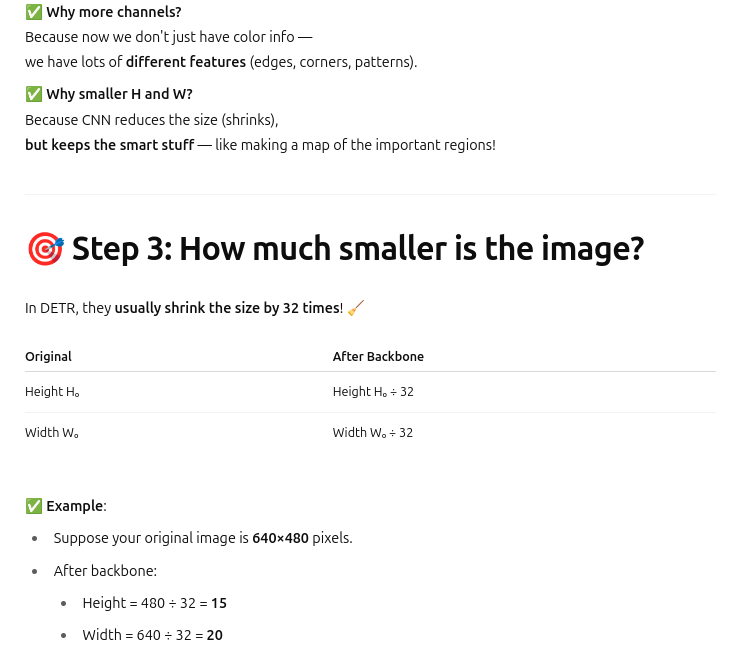 ✅ Why more channels?
Because now we don't just have color info —
we have lots of different features (edges, corners, patterns).
✅ Why smaller H and W?
Because CNN reduces the size (shrinks),
but keeps the smart stuff — like making a map of the important regions!
🎯 Step 3: How much smaller is the image?
In DETR, they usually shrink the size by 32 times! 🧹
Original After Backbone
Height H₀ Height H₀ ÷ 32
Width W₀ Width W₀ ÷ 32
✅ Example:
• Suppose your original image is 640×480 pixels.
• After backbone:
• Height = 480 ÷ 32 = 15
• Width = 640 ÷ 32 = 20